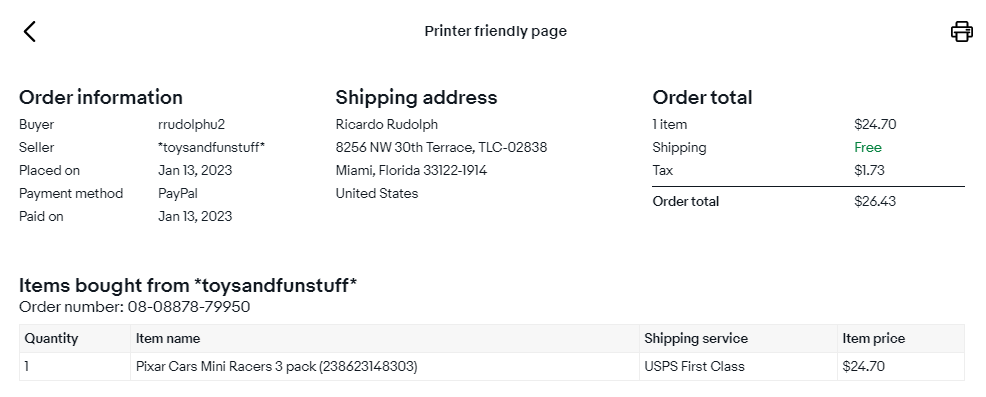 Printer friendly page
Order information
Buyer rrudolphu2
Seller *toysandfunstuff*
Placed on Jan 13, 2023
Payment method PayPal
Paid on Jan 13, 2023
Shipping address
Ricardo Rudolph
8256 NW 30th Terrace, TLC-02838
Miami, Florida 33122-1914
United States
Order total
1 item $24.70
Shipping Free
Tax $1.73
Order total $26.43
Items bought from *toysandfunstuff*
Order number: 08-08878-79950
Quantity Item name Shipping service Item price
1 Pixar Cars Mini Racers 3 pack (238623148303) USPS First Class $24.70